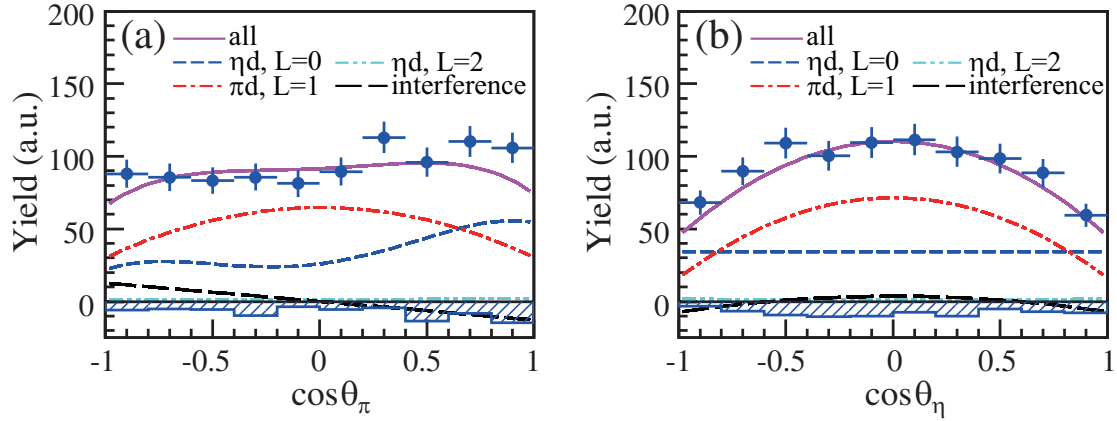 (a)
all
ηd, L=0
ηd, L=2
πd, L=1
interference
Yield (a.u.)
200
150
100
50
0
-1
-0.5
0
0.5
1
cosθπ
(b)
all
ηd, L=0
ηd, L=2
πd, L=1
interference
Yield (a.u.)
200
150
100
50
0
-1
-0.5
0
0.5
1
cosθη